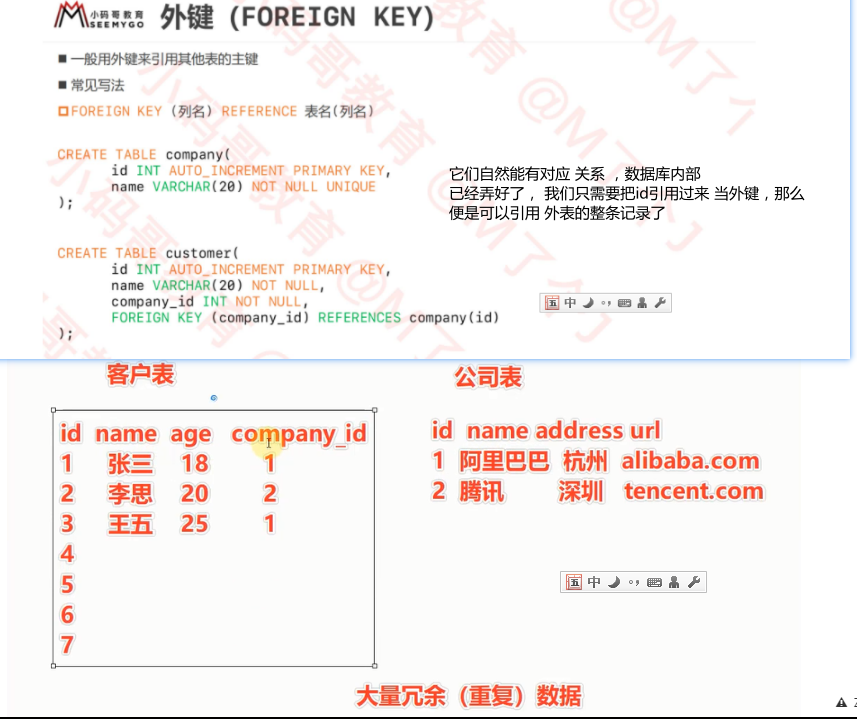 小码哥教育
SEEMYGO
外键（FOREIGN KEY)
■ 一般用外键来引用其他表的主键
■ 常见写法
FOREIGN KEY (列名) REFERENCE 表名(列名)
CREATE TABLE company(
id INT AUTO_INCREMENT PRIMARY KEY,
name VARCHAR(20) NOT NULL UNIQUE
);
它们自然能有对应 关系 ，数据库内部
已经弄好了 ，我们只需要把id引用过来 当外键，那么
便是可以引用 外表的整条记录了
CREATE TABLE customer(
id INT AUTO_INCREMENT PRIMARY KEY,
name VARCHAR(20) NOT NULL,
company_id INT NOT NULL,
FOREIGN KEY (company_id) REFERENCES company(id)
);
五 中
小码哥教育 @M了个J
客户表
id name age company_id
1 张三 18 1
2 李思 20 2
3 王五 25 1
4
5
6
7
公司表
id name address url
1 阿里巴巴 杭州 alibaba.com
2 腾讯 深圳 tencent.com
五 中
大量冗余（重复）数据